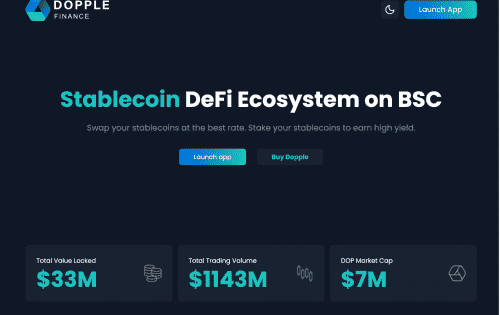 DOPPLE
FINANCE
Launch App
Stablecoin DeFi Ecosystem on BSC
Swap your stablecoins at the best rate. Stake your stablecoins to earn high yield.
Launch app
Buy Dopple
Total Value Locked
$33M
Total Trading Volume
$1143M
DOP Market Cap
$7M